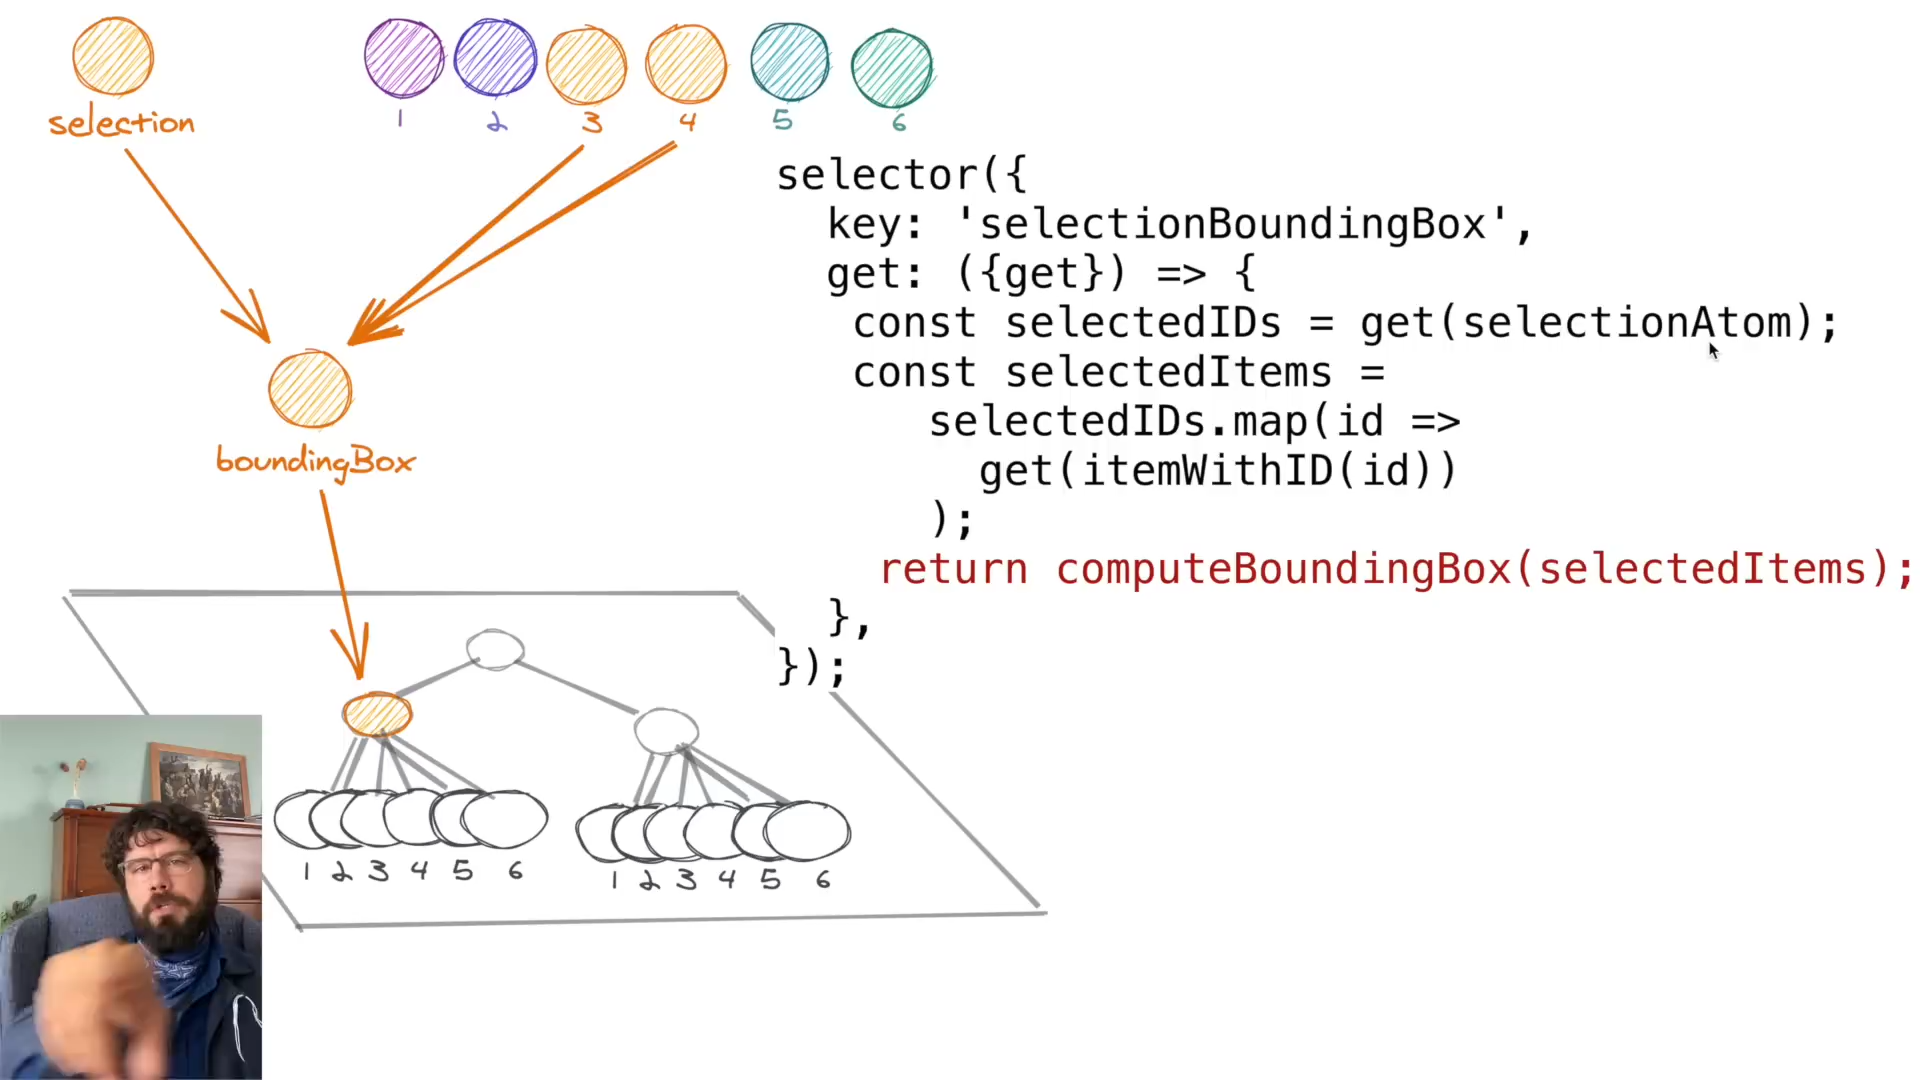 selection
1 2 3 4 5 6
selector({
key: 'selectionBoundingBox',
get: ({get}) => {
const selectedIDs = get(selectionAtom);
const selectedItems =
selectedIDs.map(id =>
get(itemWithID(id))
);
return computeBoundingBox(selectedItems);
},
});
boundingBox
1 2 3 4 5 6
1 2 3 4 5 6